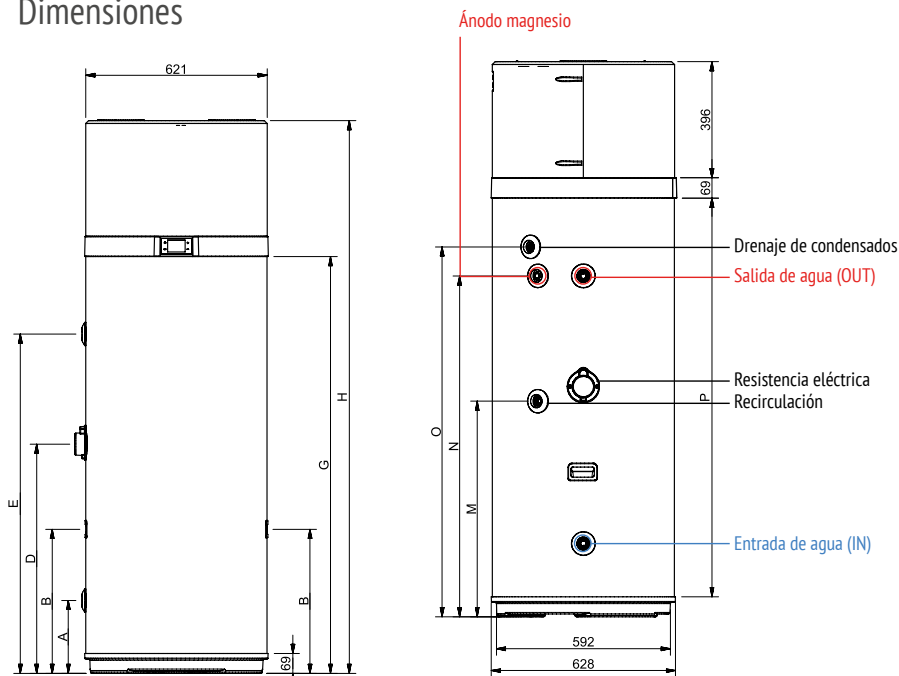 Dimensiones
Ánodo magnesio
621
396
69
Drenaje de condensados
Salida de agua (OUT)
Resistencia eléctrica
Recirculación
Entrada de agua (IN)
E
D
B
A
B
G
H
69
O
N
M
P
592
628